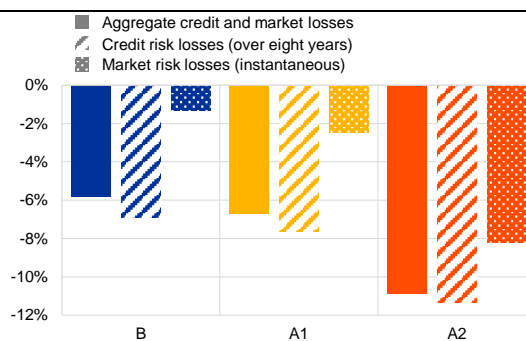 Aggregate credit and market losses
Credit risk losses (over eight years)
Market risk losses (instantaneous)
0%
-2%
-4%
-6%
-8%
-10%
-12%
B A1 A2